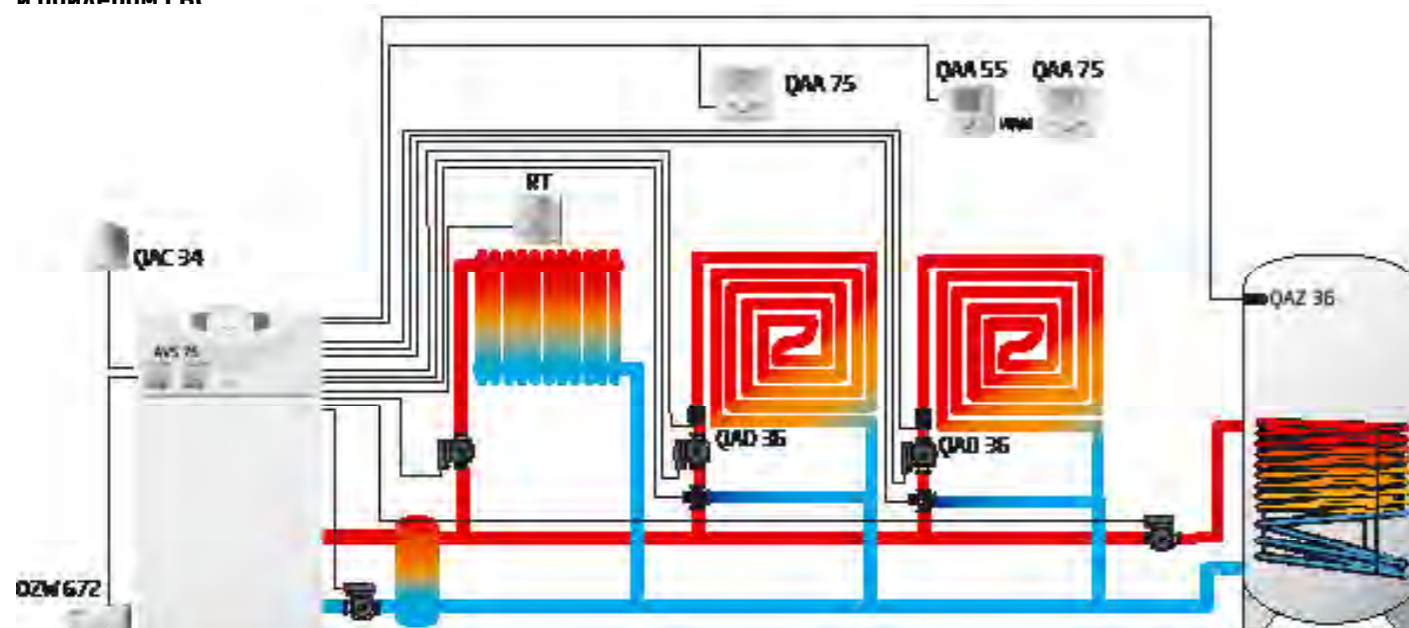 QAA 75
QAA 55 QAA 75
или
RT
QAC 34
QAZ 36
AVS 75
QAD 36
QAD 36
OZW 672